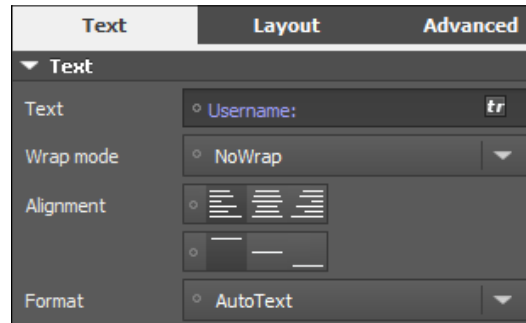 Text Layout Advanced
Text
Text Username: tr
Wrap mode NoWrap
Alignment
Format AutoText